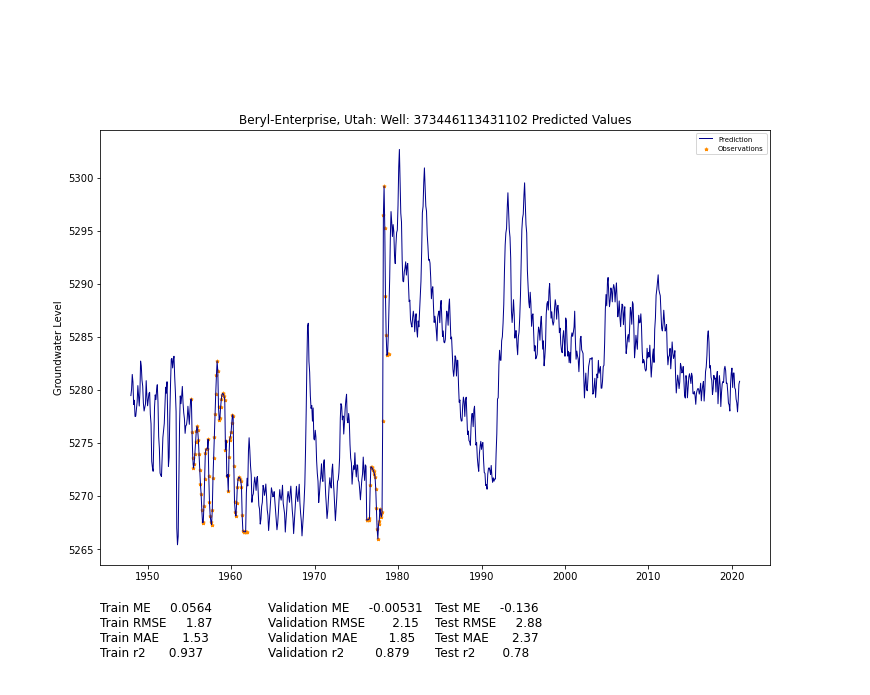 Beryl-Enterprise, Utah: Well: 373446113431102 Predicted Values
Prediction
Observations
Groundwater Level
5300
5295
5290
5285
5280
5275
5270
5265
1950 1960 1970 1980 1990 2000 2010 2020
Train ME 0.0564 Validation ME -0.00531 Test ME -0.136
Train RMSE 1.87 Validation RMSE 2.15 Test RMSE 2.88
Train MAE 1.53 Validation MAE 1.85 Test MAE 2.37
Train r2 0.937 Validation r2 0.879 Test r2 0.78